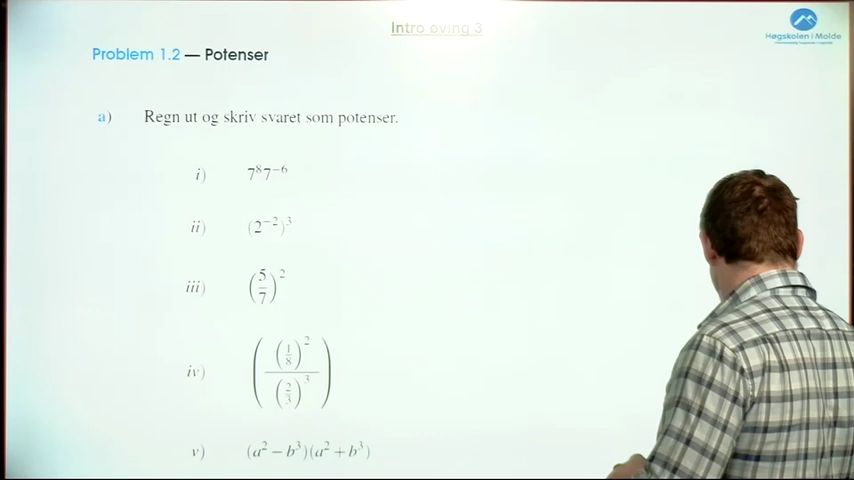 Intro øving 3
Høgskolen i Molde
Problem 1.2 — Potenser
a) Regn ut og skriv svaret som potenser.
i) 7⁸7⁻⁶
ii) (2⁻²)³
iii) (5/7)²
iv) ((1/8)²/(2/3)³)
v) (a² − b³)(a² + b³)